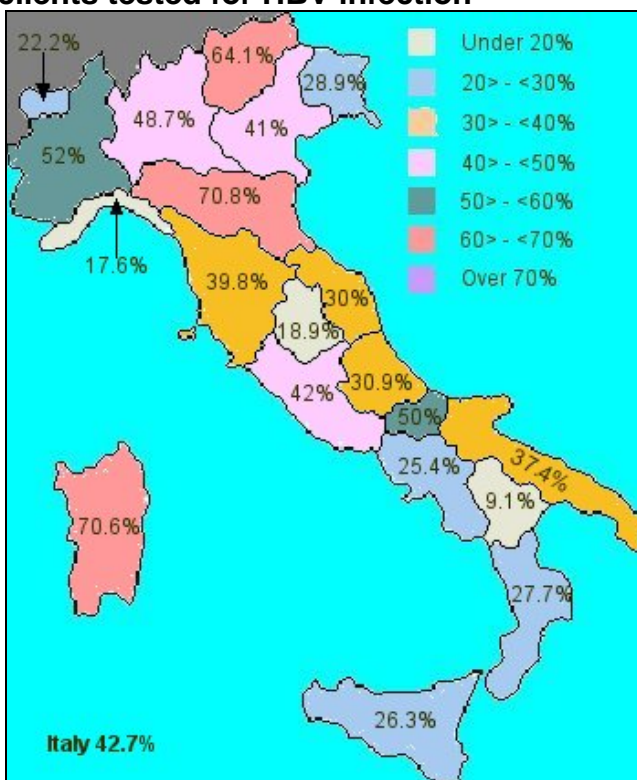 clients tested for HBV infection
22.2%
64.1%
28.9%
48.7%
41%
52%
70.8%
17.6%
39.8%
30%
18.9%
42%
30.9%
50%
25.4%
37.4%
9.1%
70.6%
27.7%
26.3%
Italy 42.7%
Under 20%
20> - <30%
30> - <40%
40> - <50%
50> - <60%
60> - <70%
Over 70%